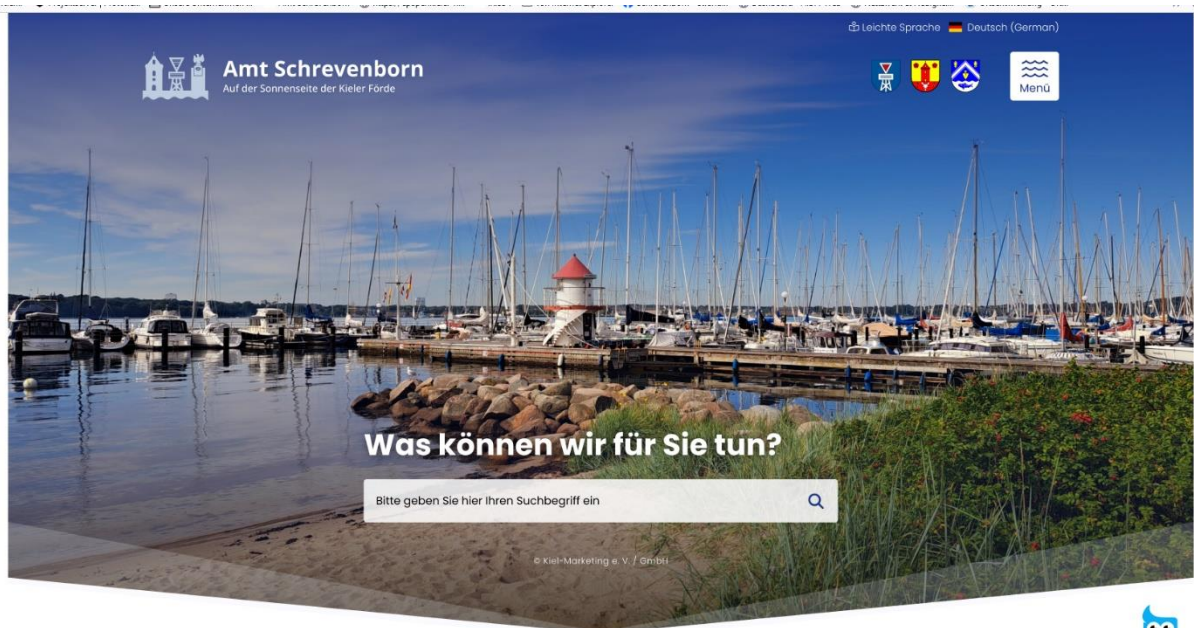 Leichte Sprache Deutsch (German)
Amt Schrevenborn
Auf der Sonnenseite der Kieler Förde
Menü
Was können wir für Sie tun?
Bitte geben Sie hier Ihren Suchbegriff ein
© Kiel-Marketing e. V. / GmbH